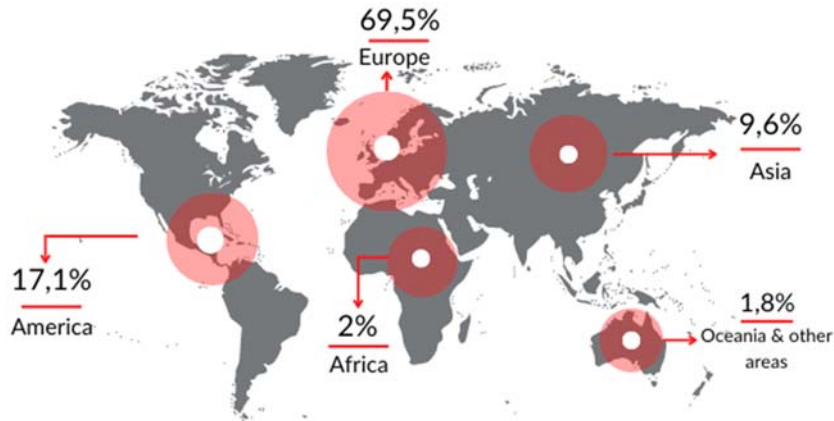 69,5%
Europe
9,6%
Asia
17,1%
America
2%
Africa
1,8%
Oceania & other
areas